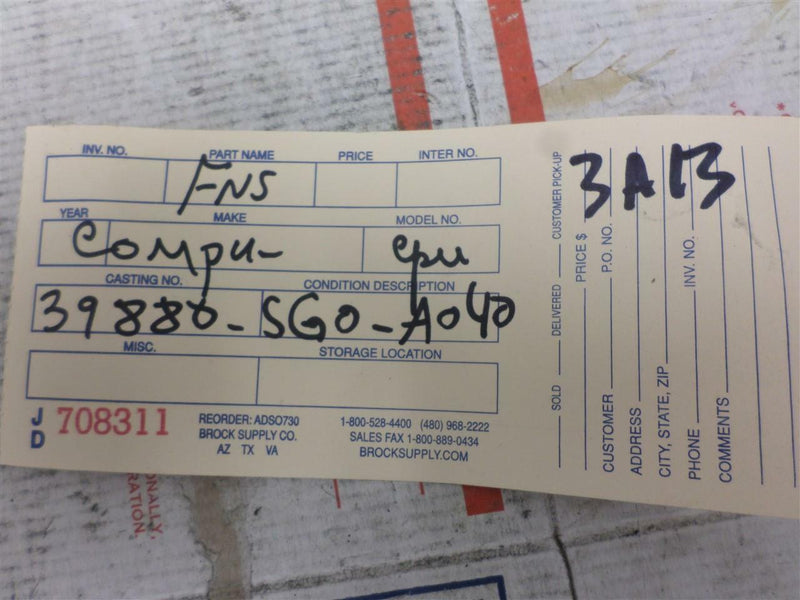 INV. NO. PART NAME PRICE INTER NO.
FNS
YEAR MAKE MODEL NO.
Compu- cpu
CASTING NO. CONDITION DESCRIPTION
39880-SG0-A040
MISC. STORAGE LOCATION
JD 708311
REORDER: ADSO730
BROCK SUPPLY CO.
AZ TX VA
1-800-528-4400 (480) 968-2222
SALES FAX 1-800-889-0434
BROCKSUPPLY.COM
3A13
SOLD DELIVERED CUSTOMER PICK-UP
PRICE $
CUSTOMER P.O. NO.
ADDRESS
CITY, STATE, ZIP
PHONE INV. NO.
COMMENTS
ONALLY.
RATION.